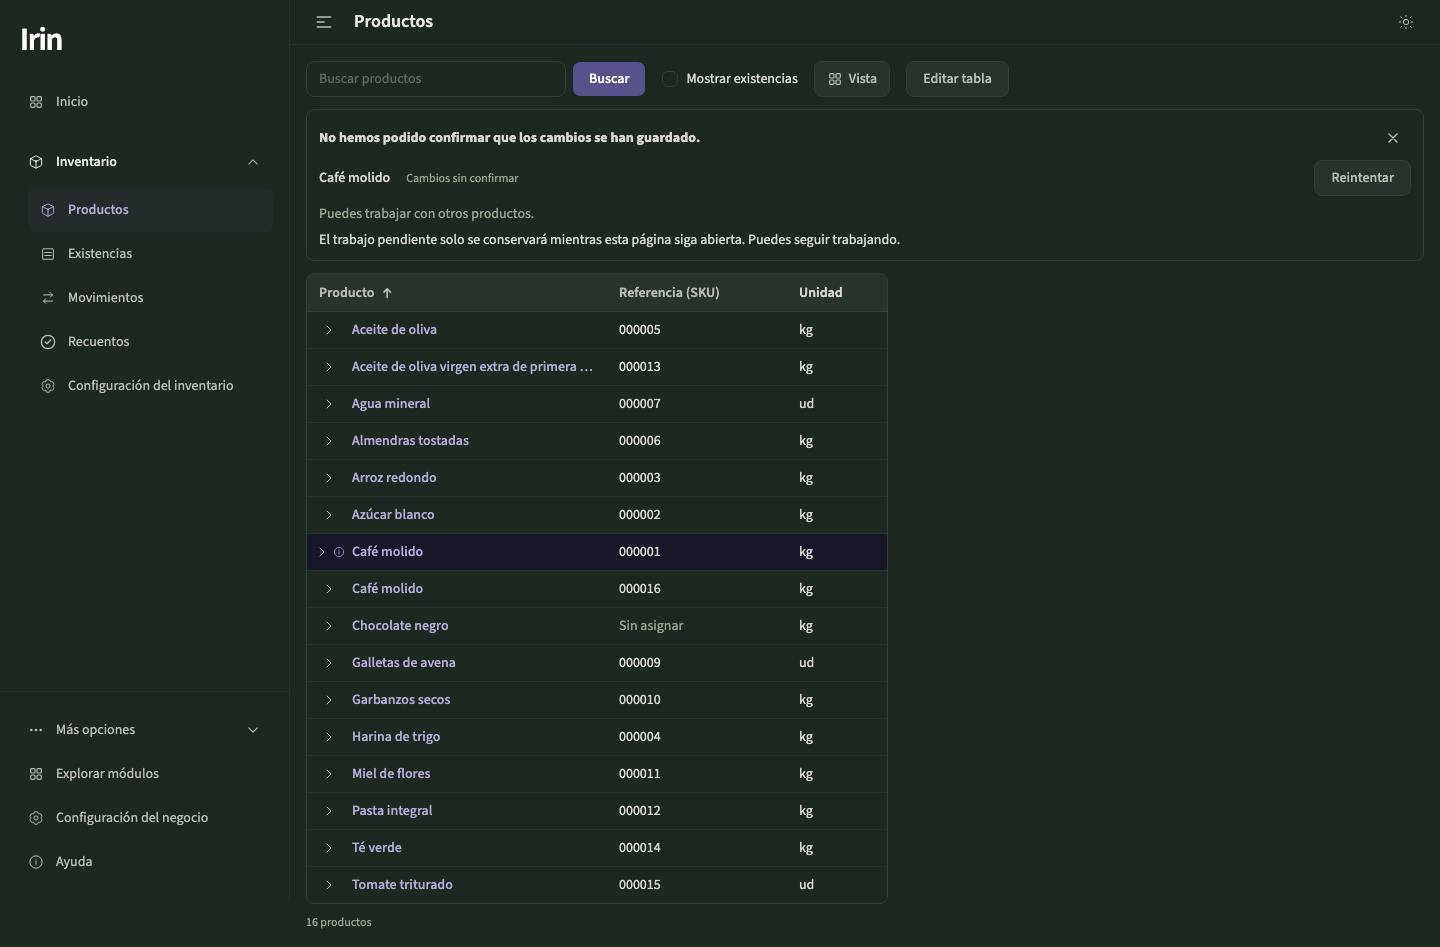 Irin
Productos
Inicio
Inventario
Productos
Existencias
Movimientos
Recuentos
Configuración del inventario
Más opciones
Explorar módulos
Configuración del negocio
Ayuda
Buscar productos
Buscar
Mostrar existencias
Vista
Editar tabla
No hemos podido confirmar que los cambios se han guardado.
Café molido Cambios sin confirmar
Reintentar
Puedes trabajar con otros productos.
El trabajo pendiente solo se conservará mientras esta página siga abierta. Puedes seguir trabajando.
Producto Referencia (SKU) Unidad
Aceite de oliva 000005 kg
Aceite de oliva virgen extra de primera … 000013 kg
Agua mineral 000007 ud
Almendras tostadas 000006 kg
Arroz redondo 000003 kg
Azúcar blanco 000002 kg
Café molido 000001 kg
Café molido 000016 kg
Chocolate negro Sin asignar kg
Galletas de avena 000009 ud
Garbanzos secos 000010 kg
Harina de trigo 000004 kg
Miel de flores 000011 kg
Pasta integral 000012 kg
Té verde 000014 kg
Tomate triturado 000015 ud
16 productos